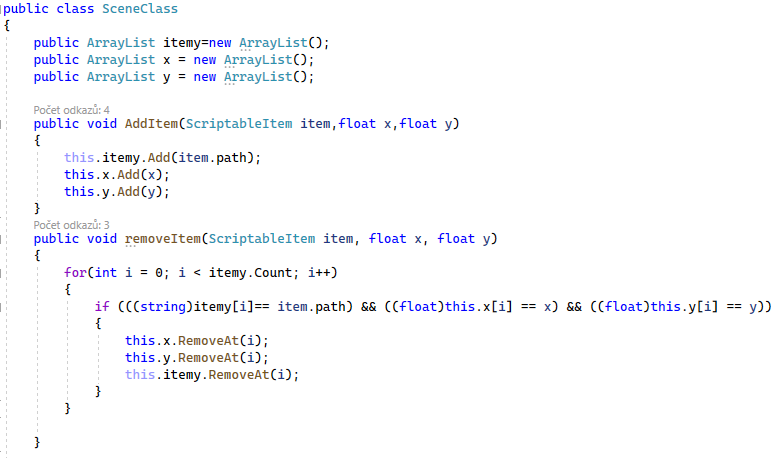 public class SceneClass
{
    public ArrayList itemy=new ArrayList();
    public ArrayList x = new ArrayList();
    public ArrayList y = new ArrayList();
    Počet odkazů: 4
    public void AddItem(ScriptableItem item,float x,float y)
    {
        this.itemy.Add(item.path);
        this.x.Add(x);
        this.y.Add(y);
    }
    Počet odkazů: 3
    public void removeItem(ScriptableItem item, float x, float y)
    {
        for(int i = 0; i < itemy.Count; i++)
        {
            if (((string)itemy[i]== item.path) && ((float)this.x[i] == x) && ((float)this.y[i] == y))
            {
                this.x.RemoveAt(i);
                this.y.RemoveAt(i);
                this.itemy.RemoveAt(i);
            }
        }
    }